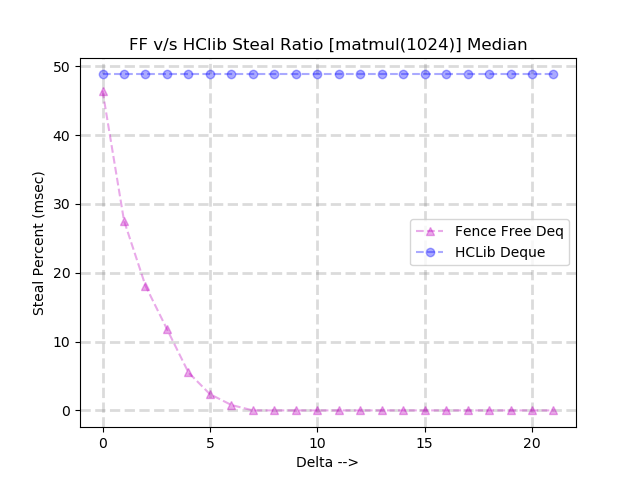 FF v/s HClib Steal Ratio [matmul(1024)] Median
50
40
30
20
10
0
Steal Percent (msec)
Fence Free Deq
HCLib Deque
0 5 10 15 20
Delta -->